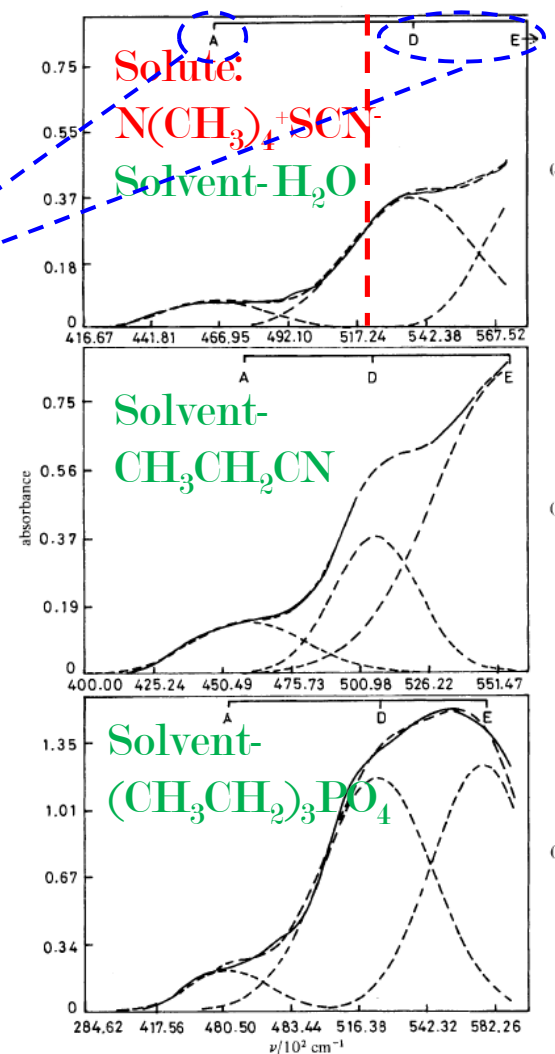 A D E
Solute:
N(CH₃)₄⁺SCN⁻
Solvent-H₂O
0.75
0.55
0.37
0.18
0
416.67 441.81 466.95 492.10 517.24 542.38 567.52
A D E
Solvent-
CH₃CH₂CN
0.75
0.56
0.37
0.19
0
absorbance
400.00 425.24 450.49 475.73 500.98 526.22 551.47
A D E
Solvent-
(CH₃CH₂)₃PO₄
1.35
1.01
0.67
0.34
0
284.62 417.56 480.50 483.44 516.38 542.32 582.26
ν/10² cm⁻¹